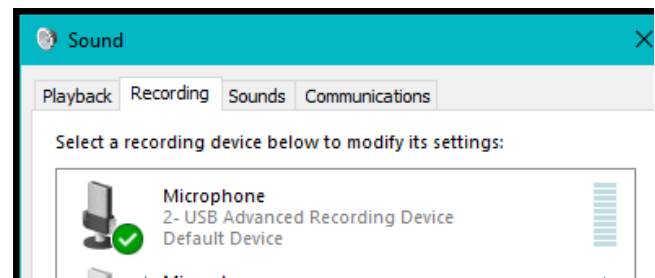 Sound
Playback Recording Sounds Communications
Select a recording device below to modify its settings:
Microphone
2- USB Advanced Recording Device
Default Device